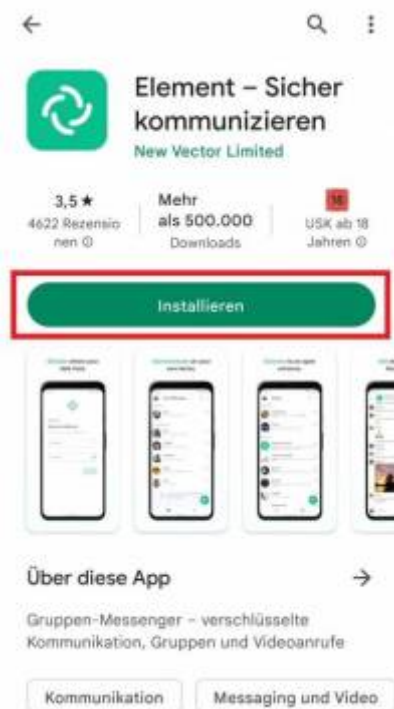 Element – Sicher
kommunizieren
New Vector Limited
3,5 ★
4622 Rezensio
nen
Mehr
als 500.000
Downloads
18
USK ab 18
Jahren
Installieren
Über diese App
Gruppen-Messenger – verschlüsselte
Kommunikation, Gruppen und Videoanrufe
Kommunikation
Messaging und Video